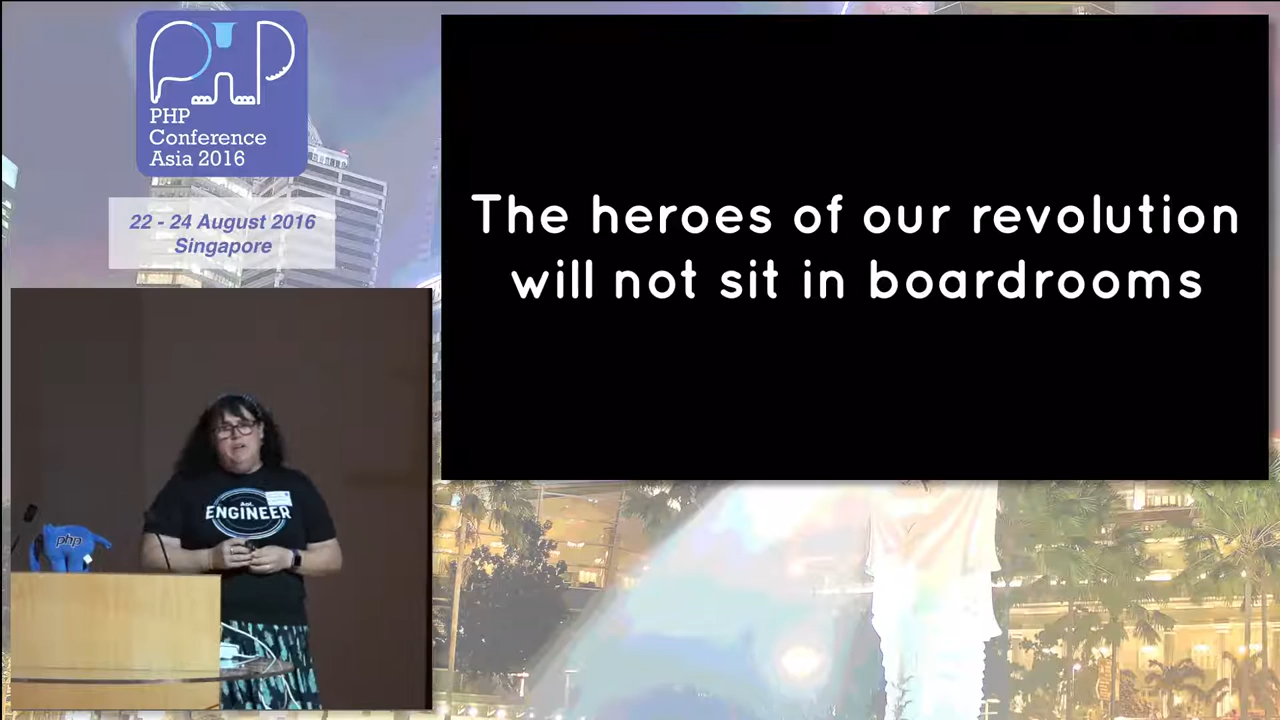 PHP
Conference
Asia 2016
22 - 24 August 2016
Singapore
The heroes of our revolution
will not sit in boardrooms
ENGINEER
php